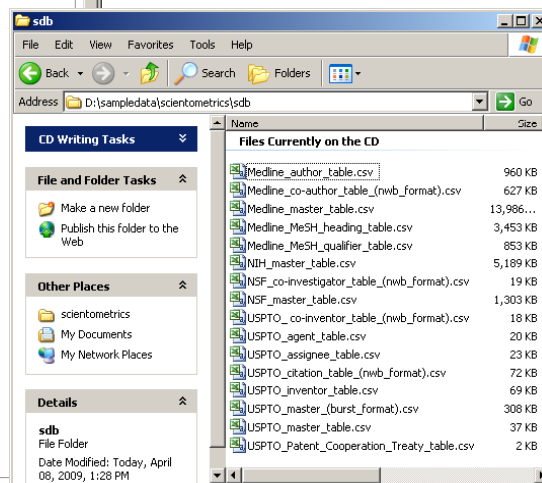 sdb
File Edit View Favorites Tools Help
Back Search Folders
Address D:\sampledata\scientometrics\sdb Go
CD Writing Tasks
File and Folder Tasks
Make a new folder
Publish this folder to the
Web
Other Places
scientometrics
My Documents
My Network Places
Details
sdb
File Folder
Date Modified: Today, April
08, 2009, 1:28 PM
Name Size
Files Currently on the CD
Medline_author_table.csv 960 KB
Medline_co-author_table_(nwb_format).csv 627 KB
Medline_master_table.csv 13,986...
Medline_MeSH_heading_table.csv 3,453 KB
Medline_MeSH_qualifier_table.csv 853 KB
NIH_master_table.csv 5,189 KB
NSF_co-investigator_table_(nwb_format).csv 19 KB
NSF_master_table.csv 1,303 KB
USPTO_ co-inventor_table_(nwb_format).csv 18 KB
USPTO_agent_table.csv 20 KB
USPTO_assignee_table.csv 23 KB
USPTO_citation_table_(nwb_format).csv 72 KB
USPTO_inventor_table.csv 69 KB
USPTO_master_(burst_format).csv 308 KB
USPTO_master_table.csv 37 KB
USPTO_Patent_Cooperation_Treaty_table.csv 2 KB